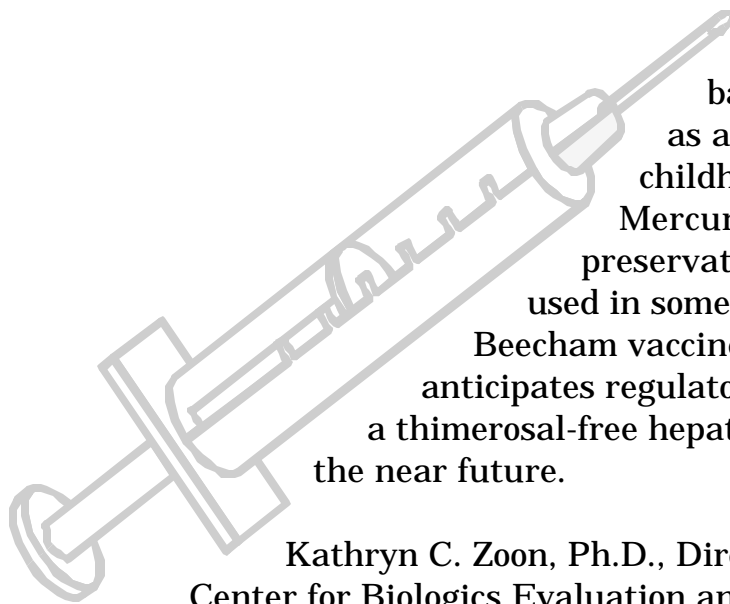 ba
as a
childh
Mercur
preservat
used in some
Beecham vaccine
anticipates regulato
a thimerosal-free hepat
the near future.
Kathryn C. Zoon, Ph.D., Dire
Center for Biologics Evaluation an